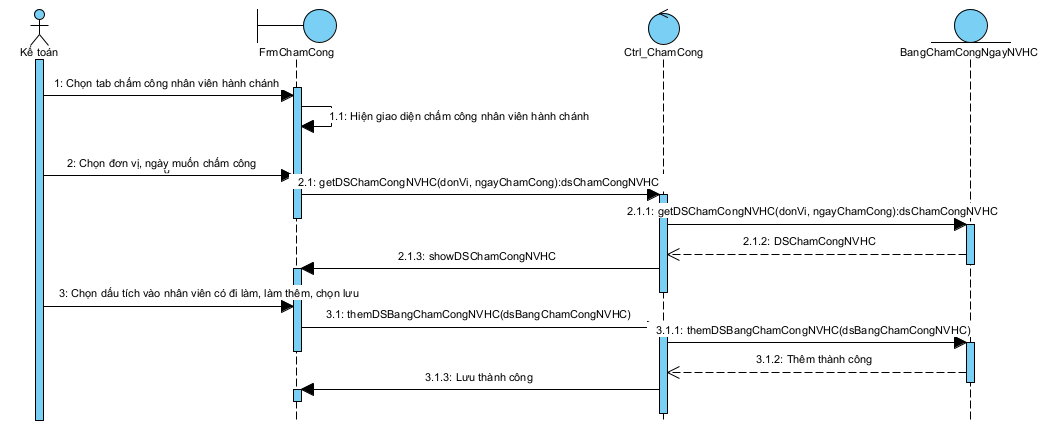 Kế toán
FrmChamCong
Ctrl_ChamCong
BangChamCongNgayNVHC
1: Chọn tab chấm công nhân viên hành chánh
1.1: Hiện giao diện chấm công nhân viên hành chánh
2: Chọn đơn vị, ngày muốn chấm công
2.1: getDSChamCongNVHC(donVi, ngayChamCong):dsChamCongNVHC
2.1.1: getDSChamCongNVHC(donVi, ngayChamCong):dsChamCongNVHC
2.1.2: DSChamCongNVHC
2.1.3: showDSChamCongNVHC
3: Chọn dấu tích vào nhân viên có đi làm, làm thêm, chọn lưu
3.1: themDSBangChamCongNVHC(dsBangChamCongNVHC)
3.1.1: themDSBangChamCongNVHC(dsBangChamCongNVHC)
3.1.2: Thêm thành công
3.1.3: Lưu thành công